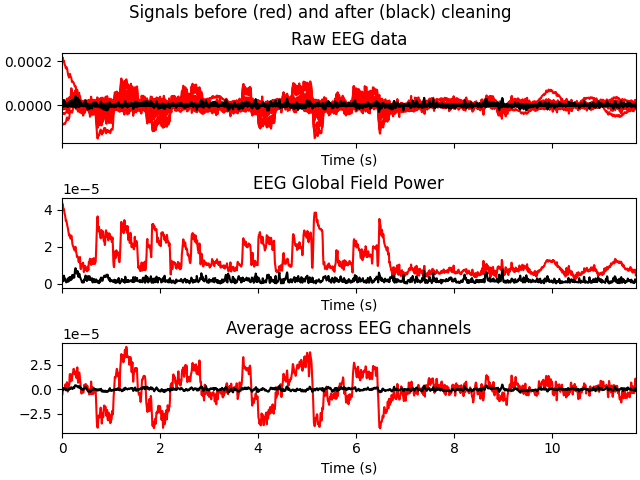 Signals before (red) and after (black) cleaning
Raw EEG data
0.0002
0.0000
Time (s)
EEG Global Field Power
1e−5
4
2
0
Time (s)
Average across EEG channels
1e−5
2.5
0.0
−2.5
0 2 4 6 8 10
Time (s)